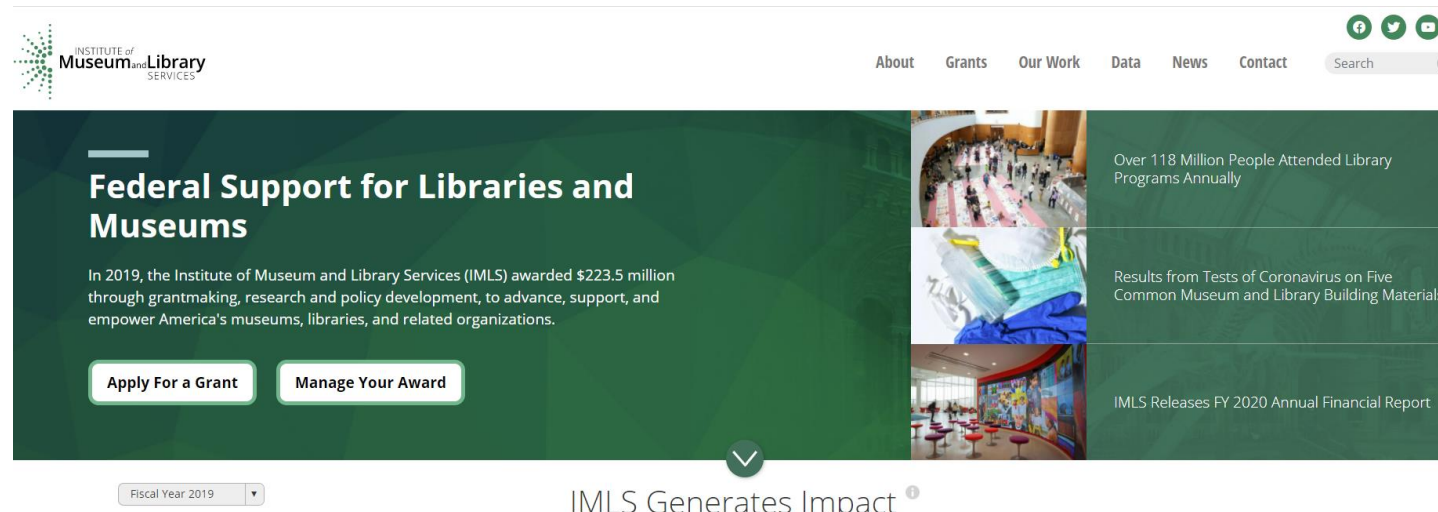 INSTITUTE of
Museum and Library
SERVICES
About Grants Our Work Data News Contact Search
Federal Support for Libraries and
Museums
In 2019, the Institute of Museum and Library Services (IMLS) awarded $223.5 million
through grantmaking, research and policy development, to advance, support, and
empower America's museums, libraries, and related organizations.
Apply For a Grant Manage Your Award
Over 118 Million People Attended Library
Programs Annually
Results from Tests of Coronavirus on Five
Common Museum and Library Building Materials
IMLS Releases FY 2020 Annual Financial Report
Fiscal Year 2019
IMLS Generates Impact